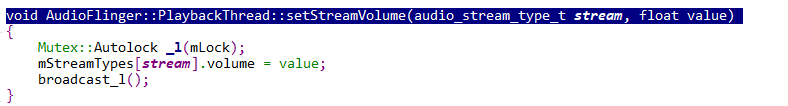 void AudioFlinger::PlaybackThread::setStreamVolume(audio_stream_type_t stream, float value)
{
    Mutex::Autolock _l(mLock);
    mStreamTypes[stream].volume = value;
    broadcast_l();
}